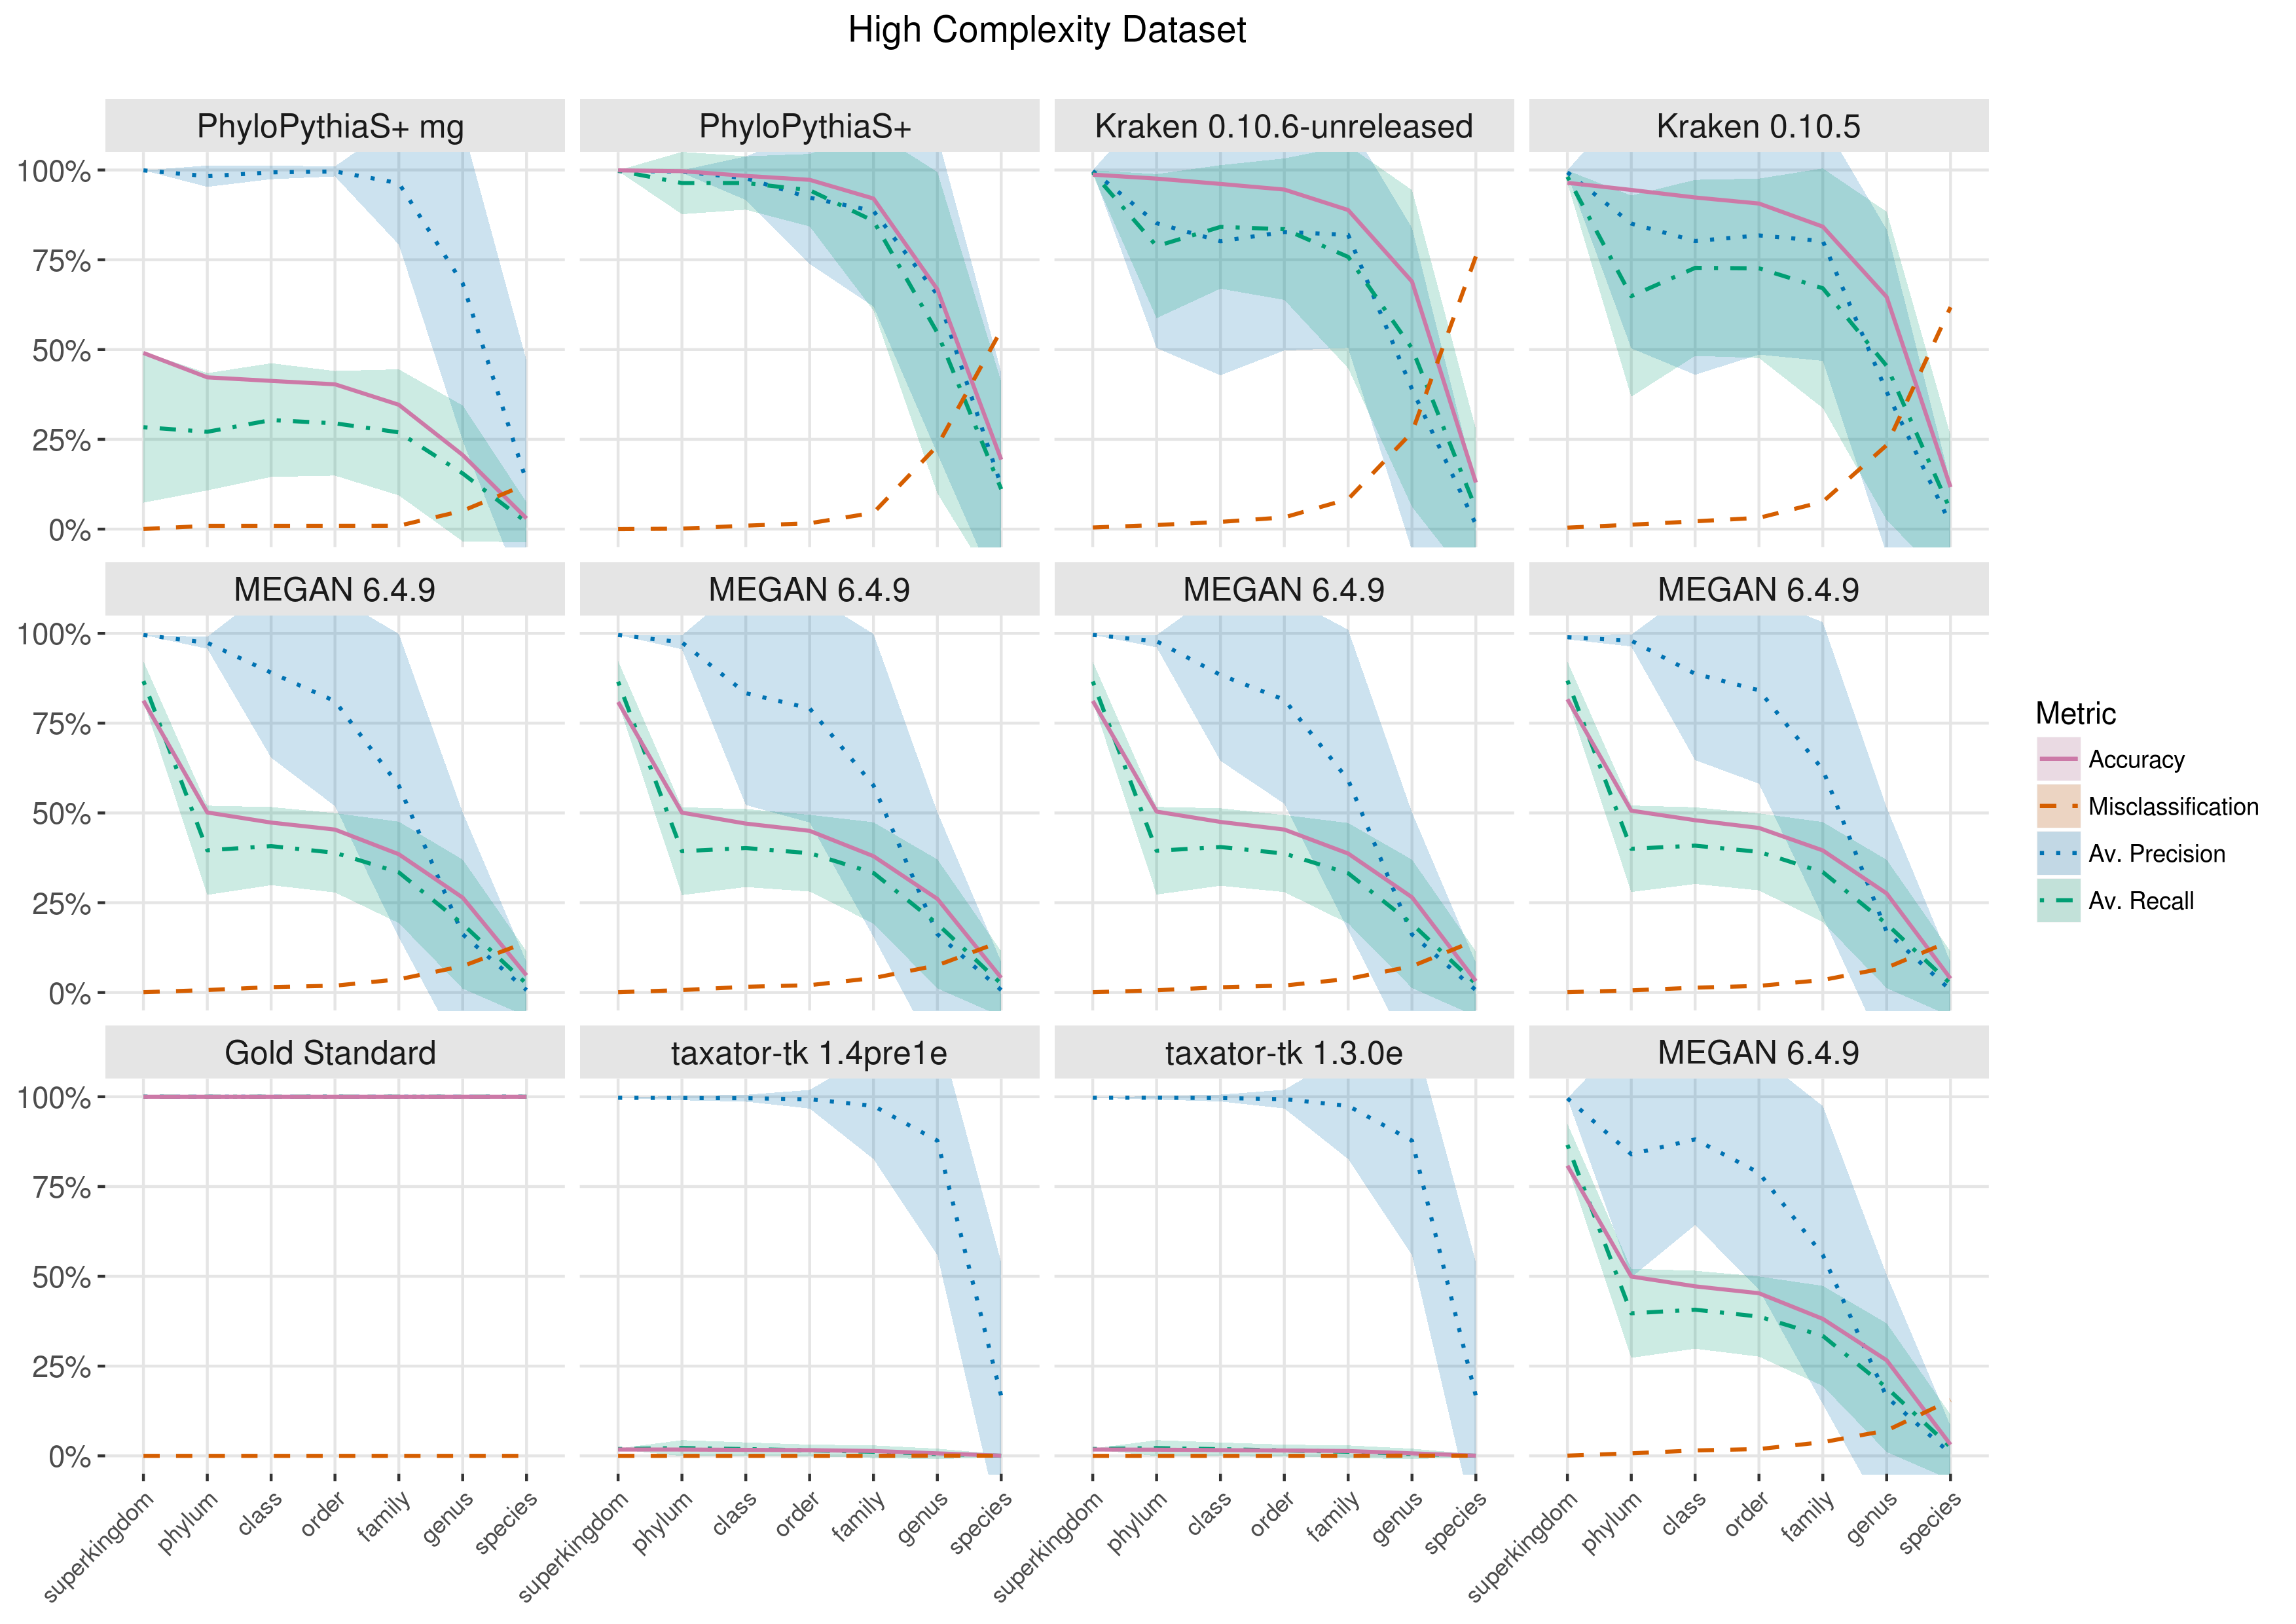 High Complexity Dataset
PhyloPythiaS+ mg
PhyloPythiaS+
Kraken 0.10.6-unreleased
Kraken 0.10.5
100%
75%
50%
25%
0%
MEGAN 6.4.9
MEGAN 6.4.9
MEGAN 6.4.9
MEGAN 6.4.9
100%
75%
50%
25%
0%
Gold Standard
taxator-tk 1.4pre1e
taxator-tk 1.3.0e
MEGAN 6.4.9
100%
75%
50%
25%
0%
superkingdom
phylum
class
order
family
genus
species
superkingdom
phylum
class
order
family
genus
species
superkingdom
phylum
class
order
family
genus
species
superkingdom
phylum
class
order
family
genus
species
Metric
Accuracy
Misclassification
Av. Precision
Av. Recall